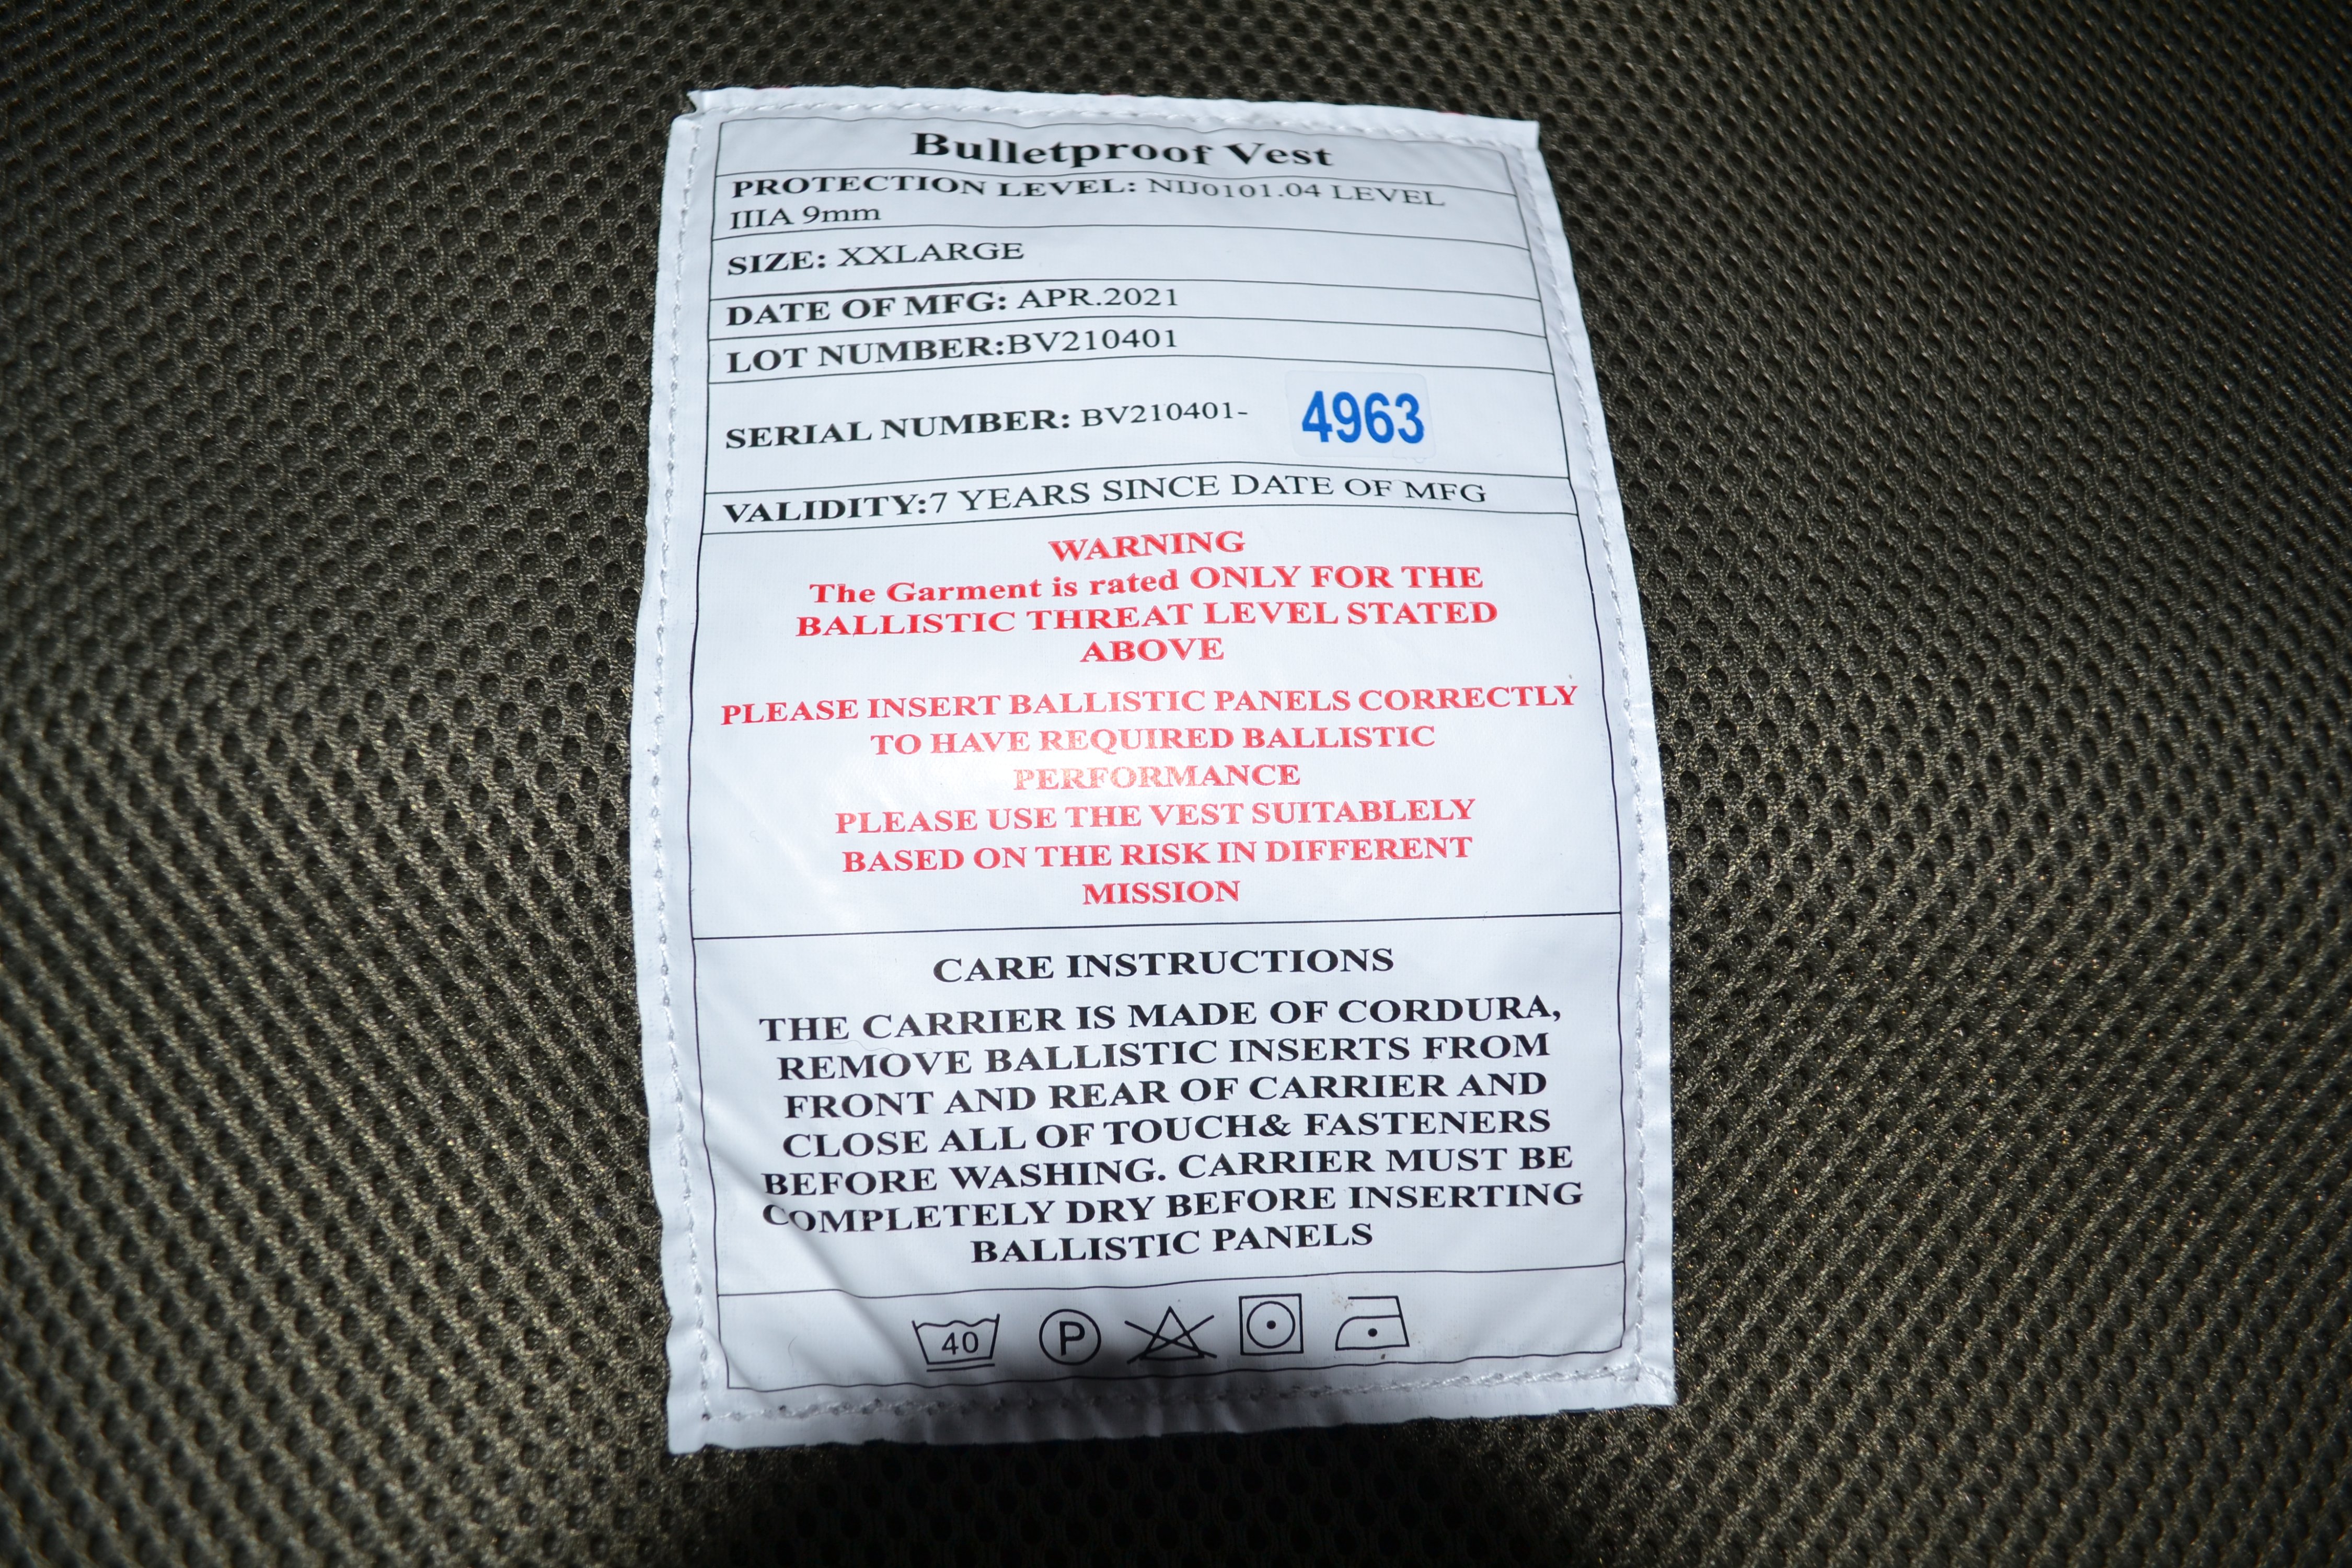 Bulletproof Vest
PROTECTION LEVEL: NIJ0101.04 LEVEL
IIIA 9mm
SIZE: XXLARGE
DATE OF MFG: APR.2021
LOT NUMBER:BV210401
SERIAL NUMBER: BV210401- 4963
VALIDITY:7 YEARS SINCE DATE OF MFG
WARNING
The Garment is rated ONLY FOR THE
BALLISTIC THREAT LEVEL STATED
ABOVE
PLEASE INSERT BALLISTIC PANELS CORRECTLY
TO HAVE REQUIRED BALLISTIC
PERFORMANCE
PLEASE USE THE VEST SUITABLELY
BASED ON THE RISK IN DIFFERENT
MISSION
CARE INSTRUCTIONS
THE CARRIER IS MADE OF CORDURA,
REMOVE BALLISTIC INSERTS FROM
FRONT AND REAR OF CARRIER AND
CLOSE ALL OF TOUCH& FASTENERS
BEFORE WASHING. CARRIER MUST BE
COMPLETELY DRY BEFORE INSERTING
BALLISTIC PANELS
40 P